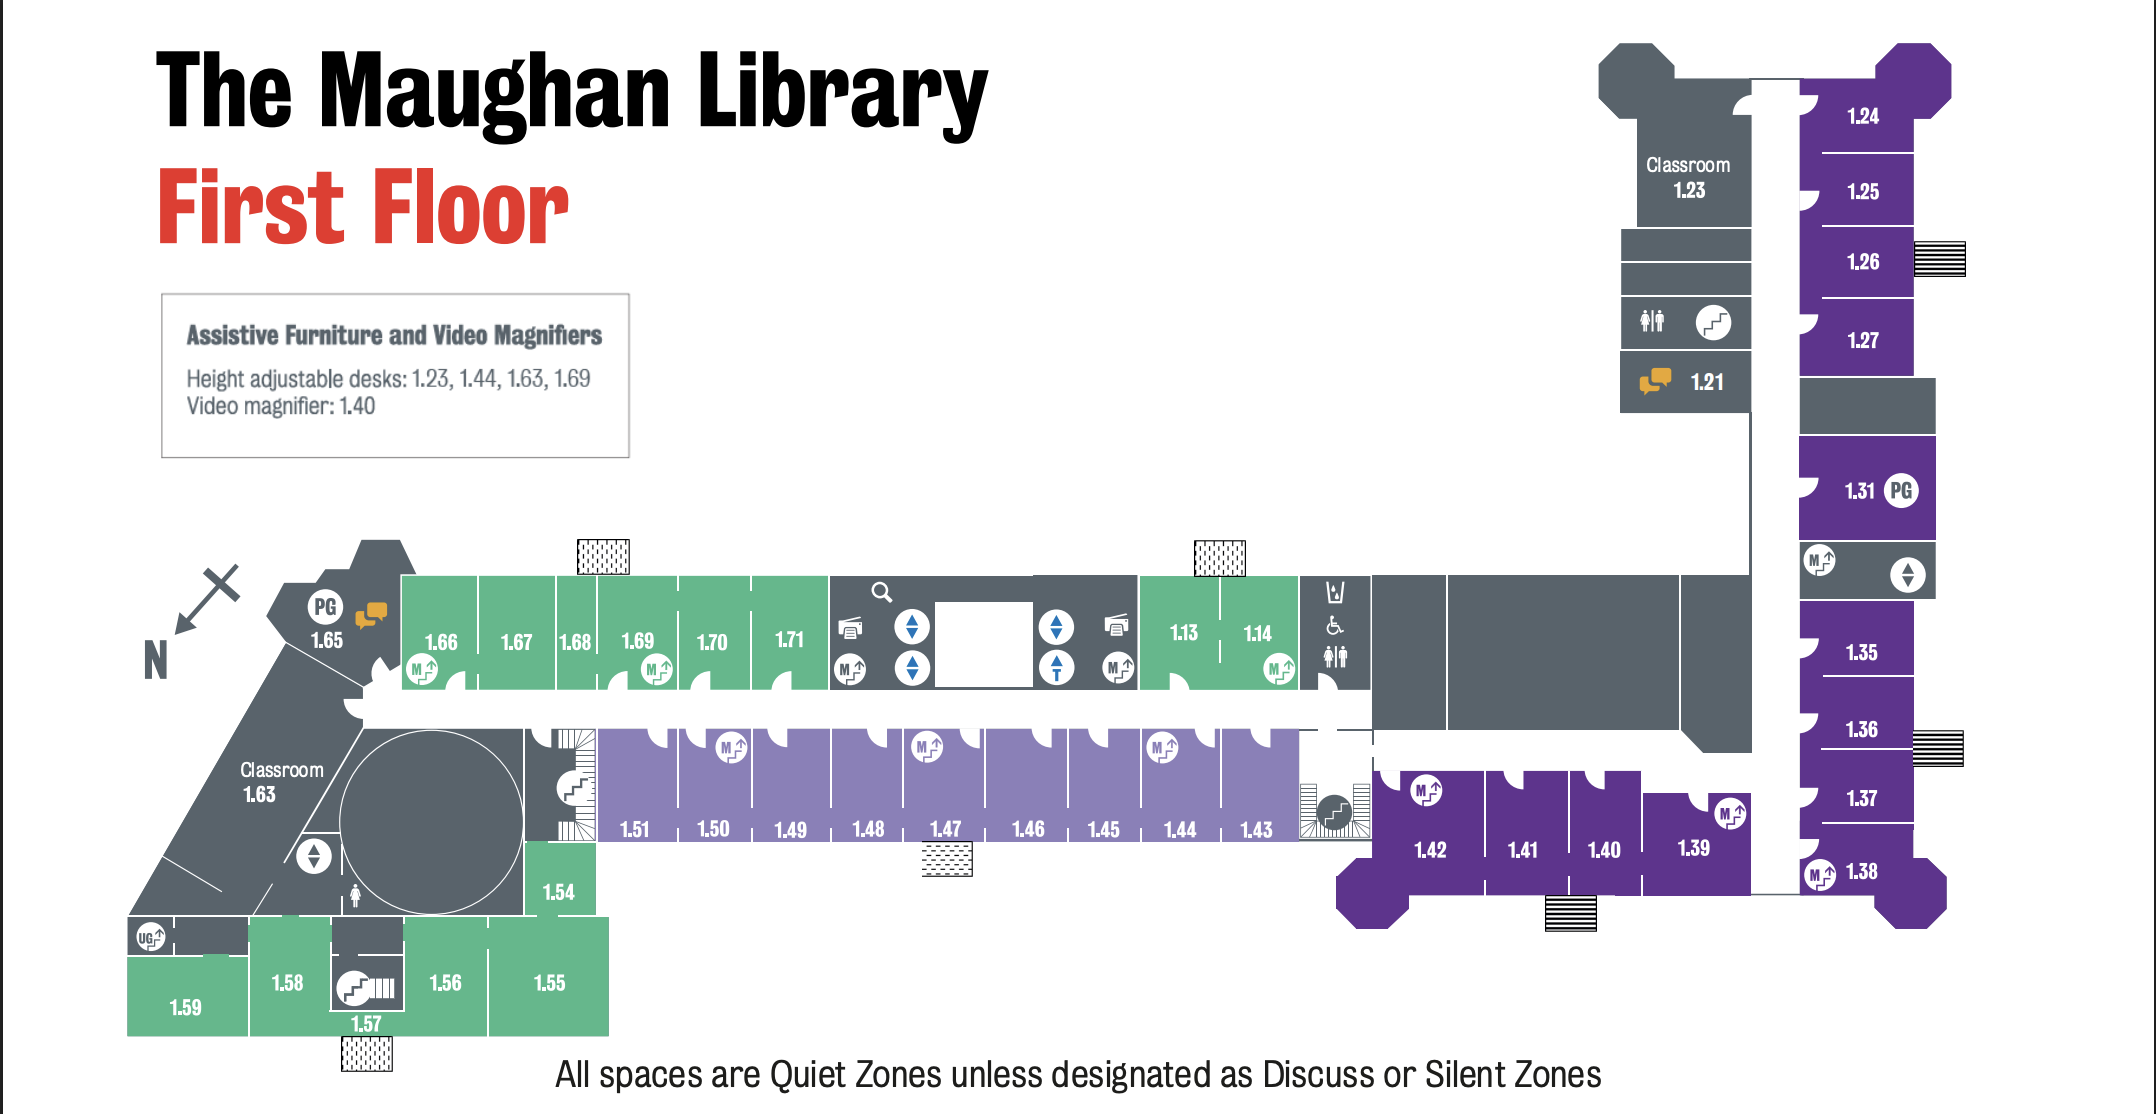 The Maughan Library
First Floor
Assistive Furniture and Video Magnifiers
Height adjustable desks: 1.23, 1.44, 1.63, 1.69
Video magnifier: 1.40
N
1.24
Classroom
1.23
1.25
1.26
1.27
1.21
1.31 PG
M
1.35
1.36
1.37
M 1.38
PG
1.65
1.66
M
1.67
1.68
1.69
M
1.70
1.71
M
T
M
1.13
1.14
M
Classroom
1.63
1.51
M
1.50
1.49
1.48
M
1.47
1.46
1.45
M
1.44
1.43
M
1.42
1.41
1.40
M
1.39
1.54
UG
1.59
1.58
1.57
1.56
1.55
All spaces are Quiet Zones unless designated as Discuss or Silent Zones